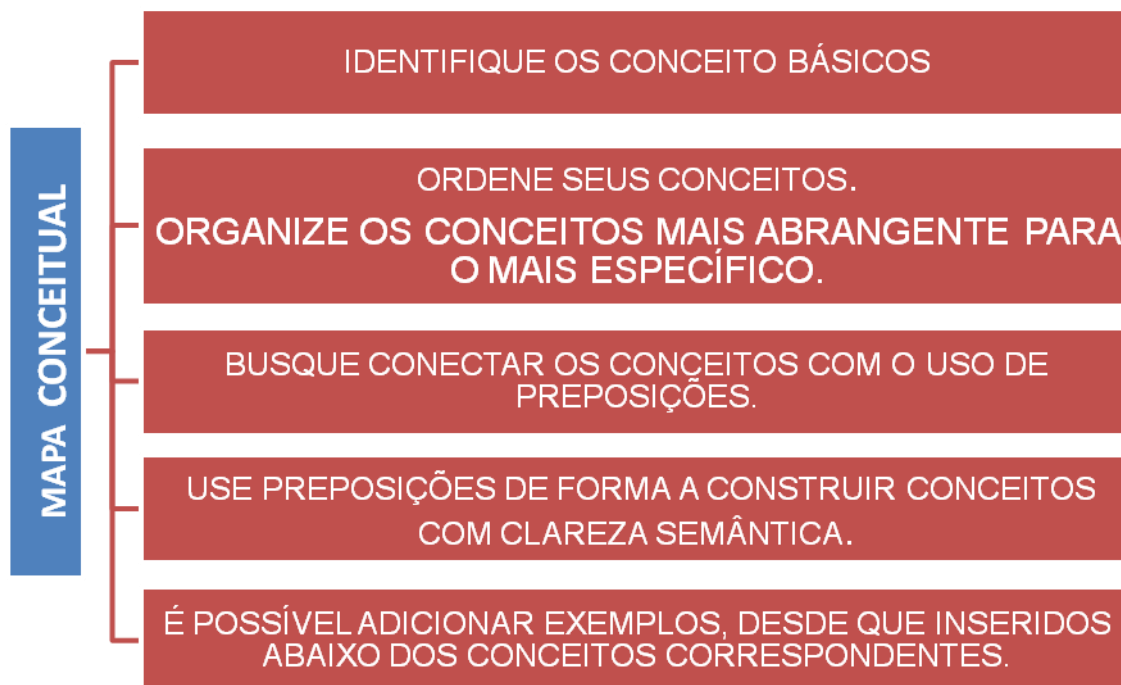 MAPA CONCEITUAL
IDENTIFIQUE OS CONCEITO BÁSICOS
ORDENE SEUS CONCEITOS.
ORGANIZE OS CONCEITOS MAIS ABRANGENTE PARA
O MAIS ESPECÍFICO.
BUSQUE CONECTAR OS CONCEITOS COM O USO DE
PREPOSIÇÕES.
USE PREPOSIÇÕES DE FORMA A CONSTRUIR CONCEITOS
COM CLAREZA SEMÂNTICA.
É POSSÍVEL ADICIONAR EXEMPLOS, DESDE QUE INSERIDOS
ABAIXO DOS CONCEITOS CORRESPONDENTES.